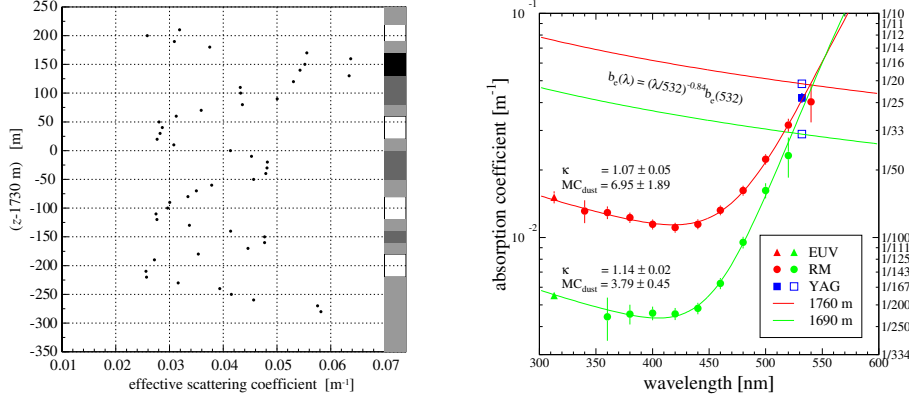 250
200
150
100
50
0
-50
-100
-150
-200
-250
-300
-350
(z-1730 m) [m]
0.01 0.02 0.03 0.04 0.05 0.06 0.07
effective scattering coefficient [m⁻¹]
10⁻¹
10⁻²
absorption coefficient [m⁻¹]
bₑ(λ) = (λ/532)⁻⁰·⁸⁴bₑ(532)
κ = 1.07 ± 0.05
MC_dust = 6.95 ± 1.89
κ = 1.14 ± 0.02
MC_dust = 3.79 ± 0.45
EUV
RM
YAG
1760 m
1690 m
1/10
1/11
1/12
1/14
1/16
1/20
1/25
1/33
1/50
1/100
1/111
1/125
1/143
1/167
1/200
1/250
1/334
300 350 400 450 500 550 600
wavelength [nm]